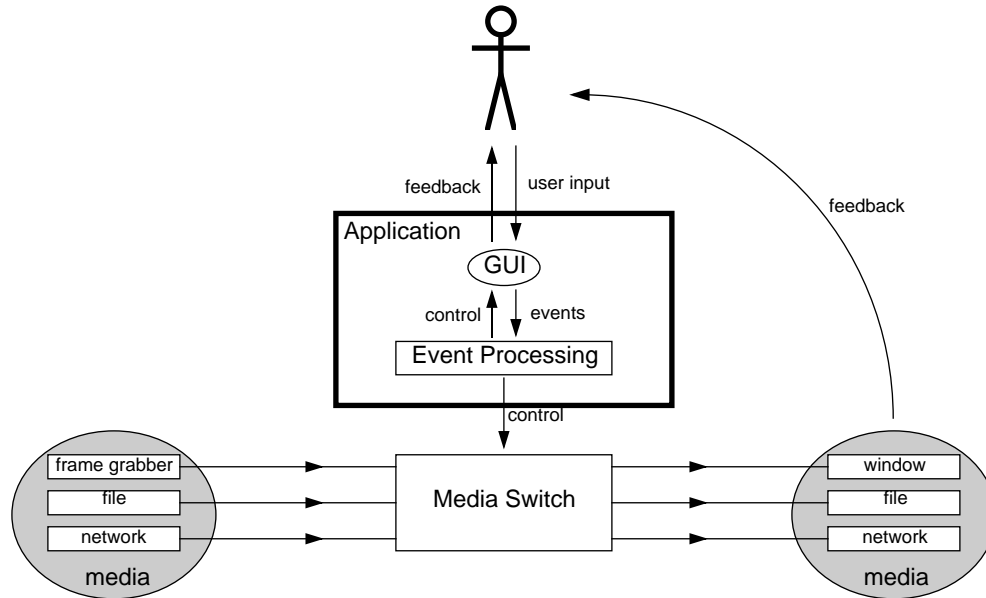 feedback
user input
feedback
Application
GUI
control
events
Event Processing
control
frame grabber
file
network
media
Media Switch
window
file
network
media